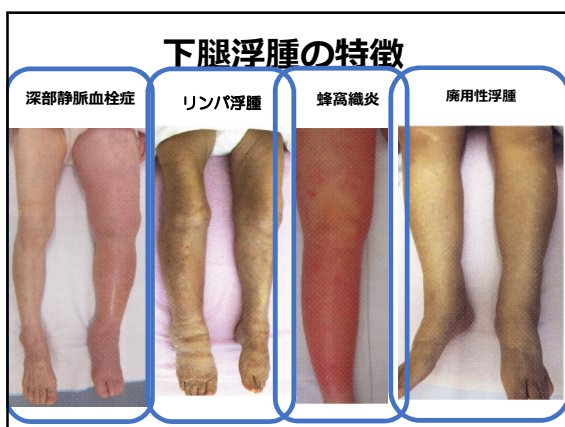 下腿浮腫の特徴
深部静脈血栓症
リンパ浮腫
蜂窩織炎
廃用性浮腫